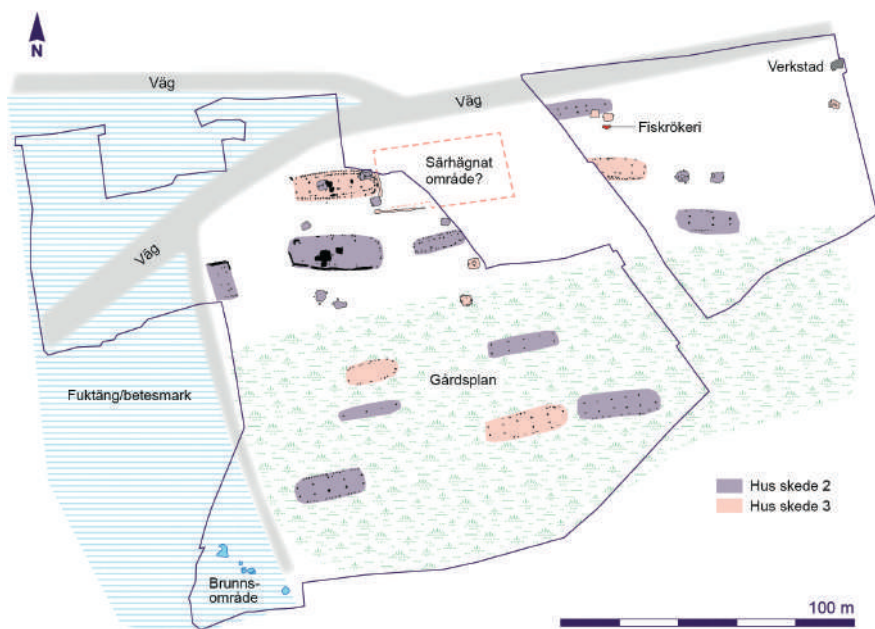 N
Väg
Väg
Verkstad
Fiskrökeri
Särhägnat
område?
Väg
Fuktäng/betesmark
Gårdsplan
Hus skede 2
Hus skede 3
Brunns-
område
100 m